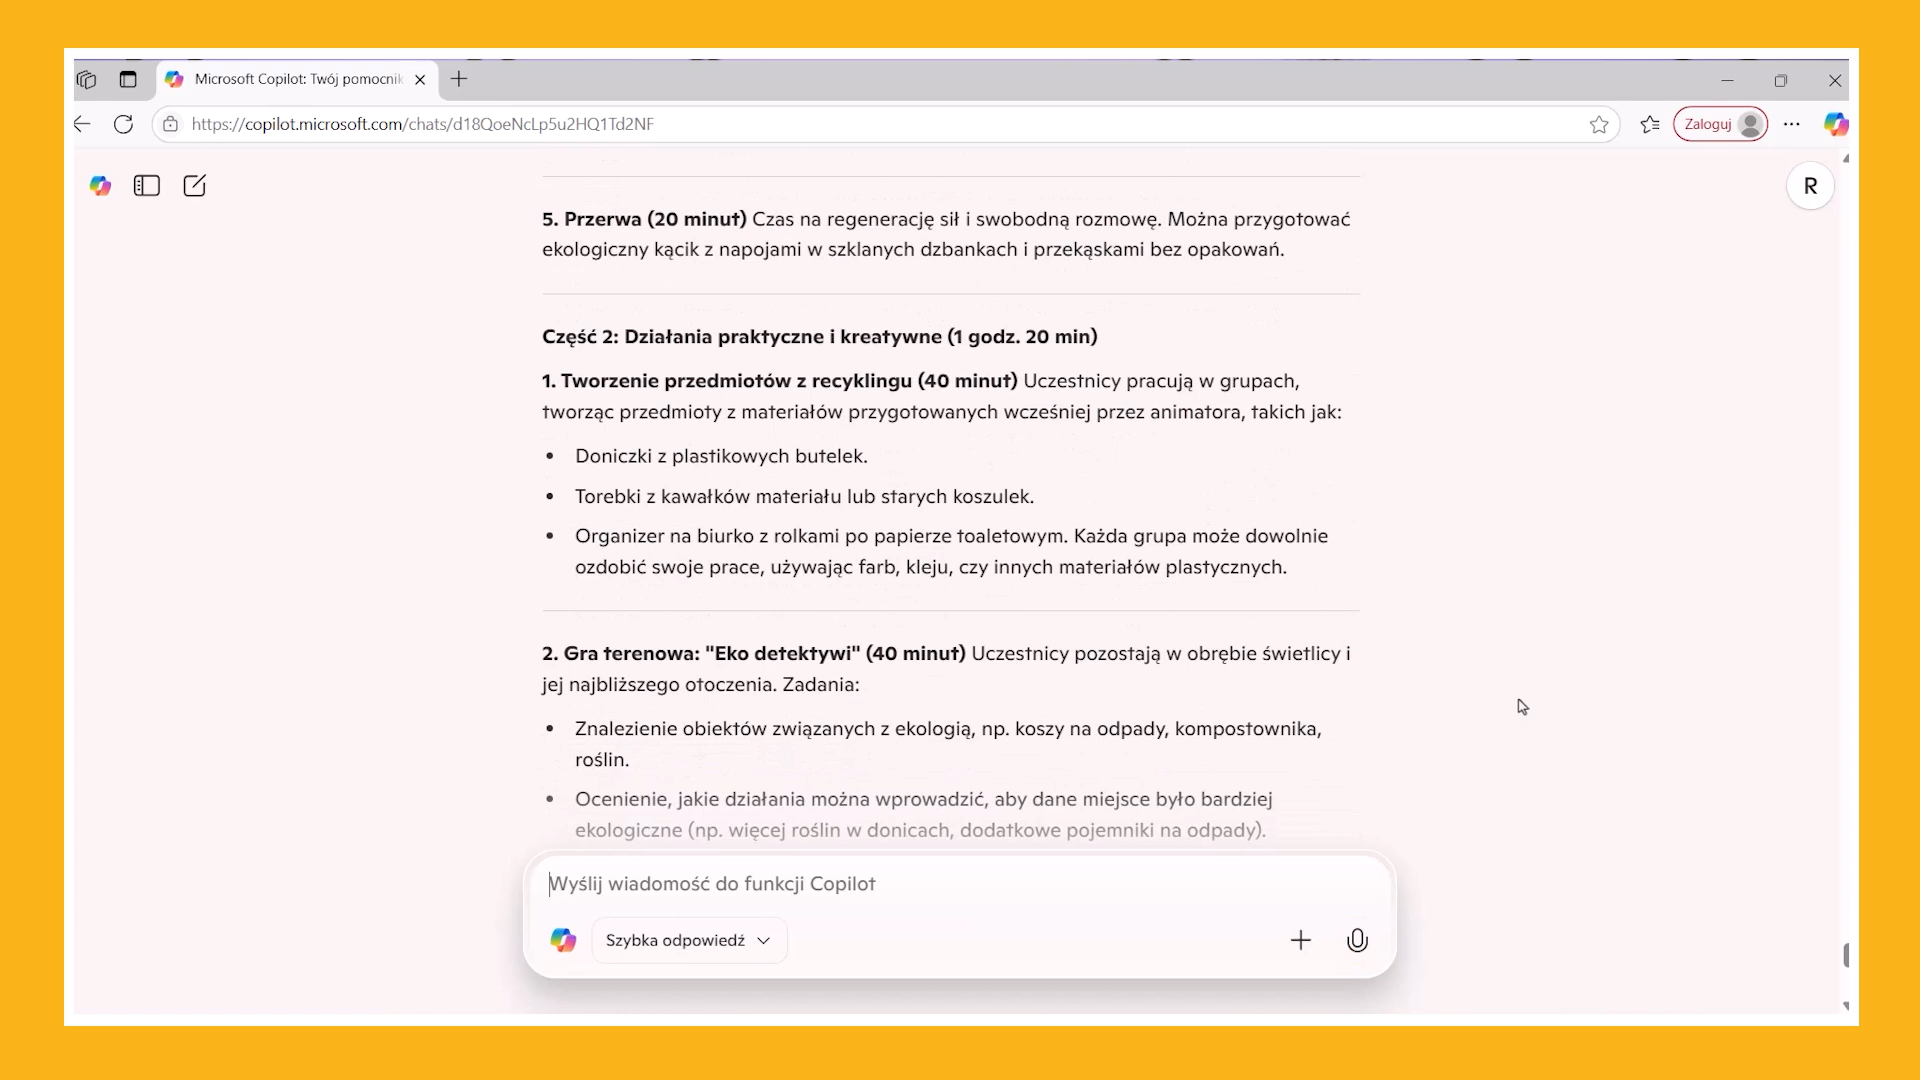 Microsoft Copilot: Twój pomocnik
https://copilot.microsoft.com/chats/d18QoeNcLp5u2HQ1Td2NF
Zaloguj
R
5. Przerwa (20 minut) Czas na regenerację sił i swobodną rozmowę. Można przygotować
ekologiczny kącik z napojami w szklanych dzbankach i przekąskami bez opakowań.
Część 2: Działania praktyczne i kreatywne (1 godz. 20 min)
1. Tworzenie przedmiotów z recyklingu (40 minut) Uczestnicy pracują w grupach,
tworząc przedmioty z materiałów przygotowanych wcześniej przez animatora, takich jak:
• Doniczki z plastikowych butelek.
• Torebki z kawałków materiału lub starych koszulek.
• Organizer na biurko z rolkami po papierze toaletowym. Każda grupa może dowolnie
ozdobić swoje prace, używając farb, kleju, czy innych materiałów plastycznych.
2. Gra terenowa: "Eko detektywi" (40 minut) Uczestnicy pozostają w obrębie świetlicy i
jej najbliższego otoczenia. Zadania:
• Znalezienie obiektów związanych z ekologią, np. koszy na odpady, kompostownika,
roślin.
• Ocenienie, jakie działania można wprowadzić, aby dane miejsce było bardziej
ekologiczne (np. więcej roślin w donicach, dodatkowe pojemniki na odpady).
Wyślij wiadomość do funkcji Copilot
Szybka odpowiedź